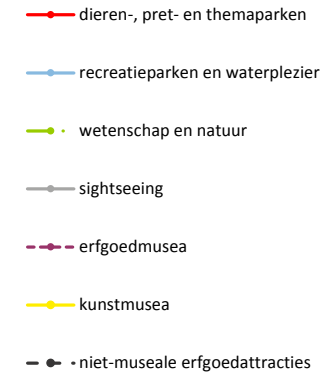 dieren-, pret- en themaparken
recreatieparken en waterplezier
wetenschap en natuur
sightseeing
erfgoedmusea
kunstmusea
niet-museale erfgoedattracties